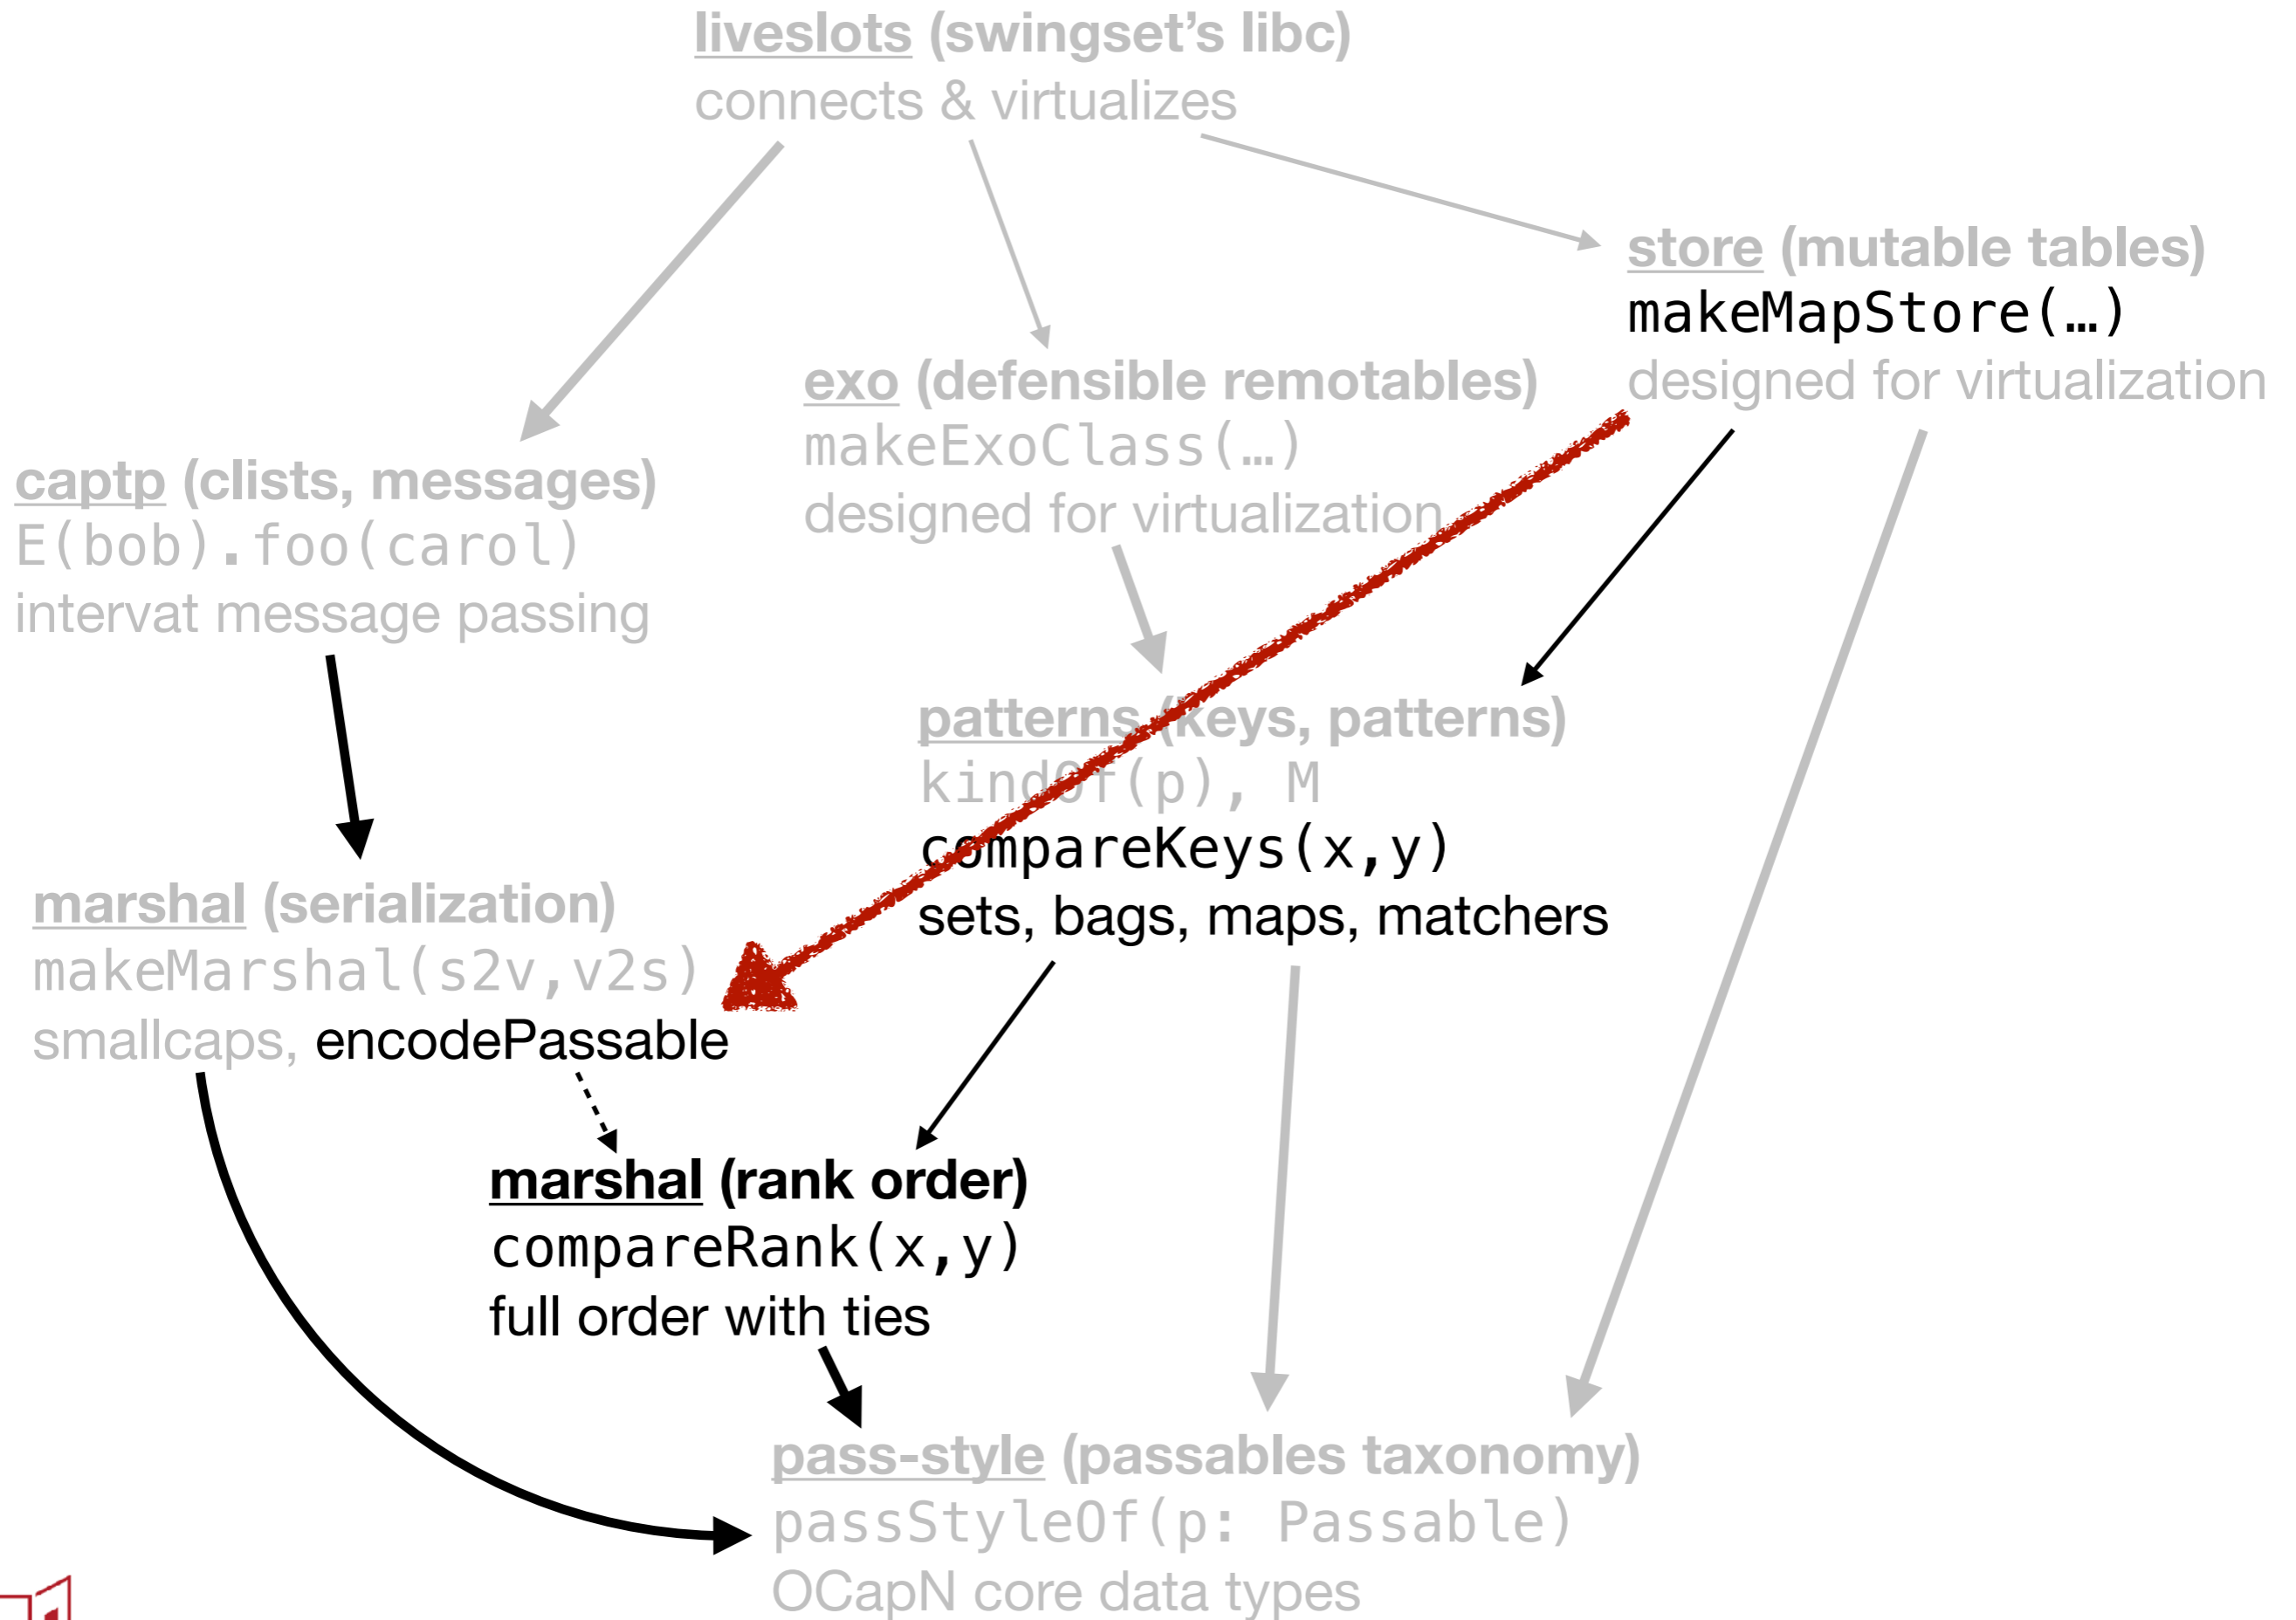 liveslots (swingset’s libc)
connects & virtualizes
store (mutable tables)
makeMapStore(…)
designed for virtualization
exo (defensible remotables)
makeExoClass(…)
designed for virtualization
captp (clists, messages)
E(bob).foo(carol)
intervat message passing
patterns (keys, patterns)
kindOf(p), M
compareKeys(x,y)
sets, bags, maps, matchers
marshal (serialization)
makeMarshal(s2v,v2s)
smallcaps, encodePassable
marshal (rank order)
compareRank(x,y)
full order with ties
pass-style (passables taxonomy)
passStyleOf(p: Passable)
OCapN core data types